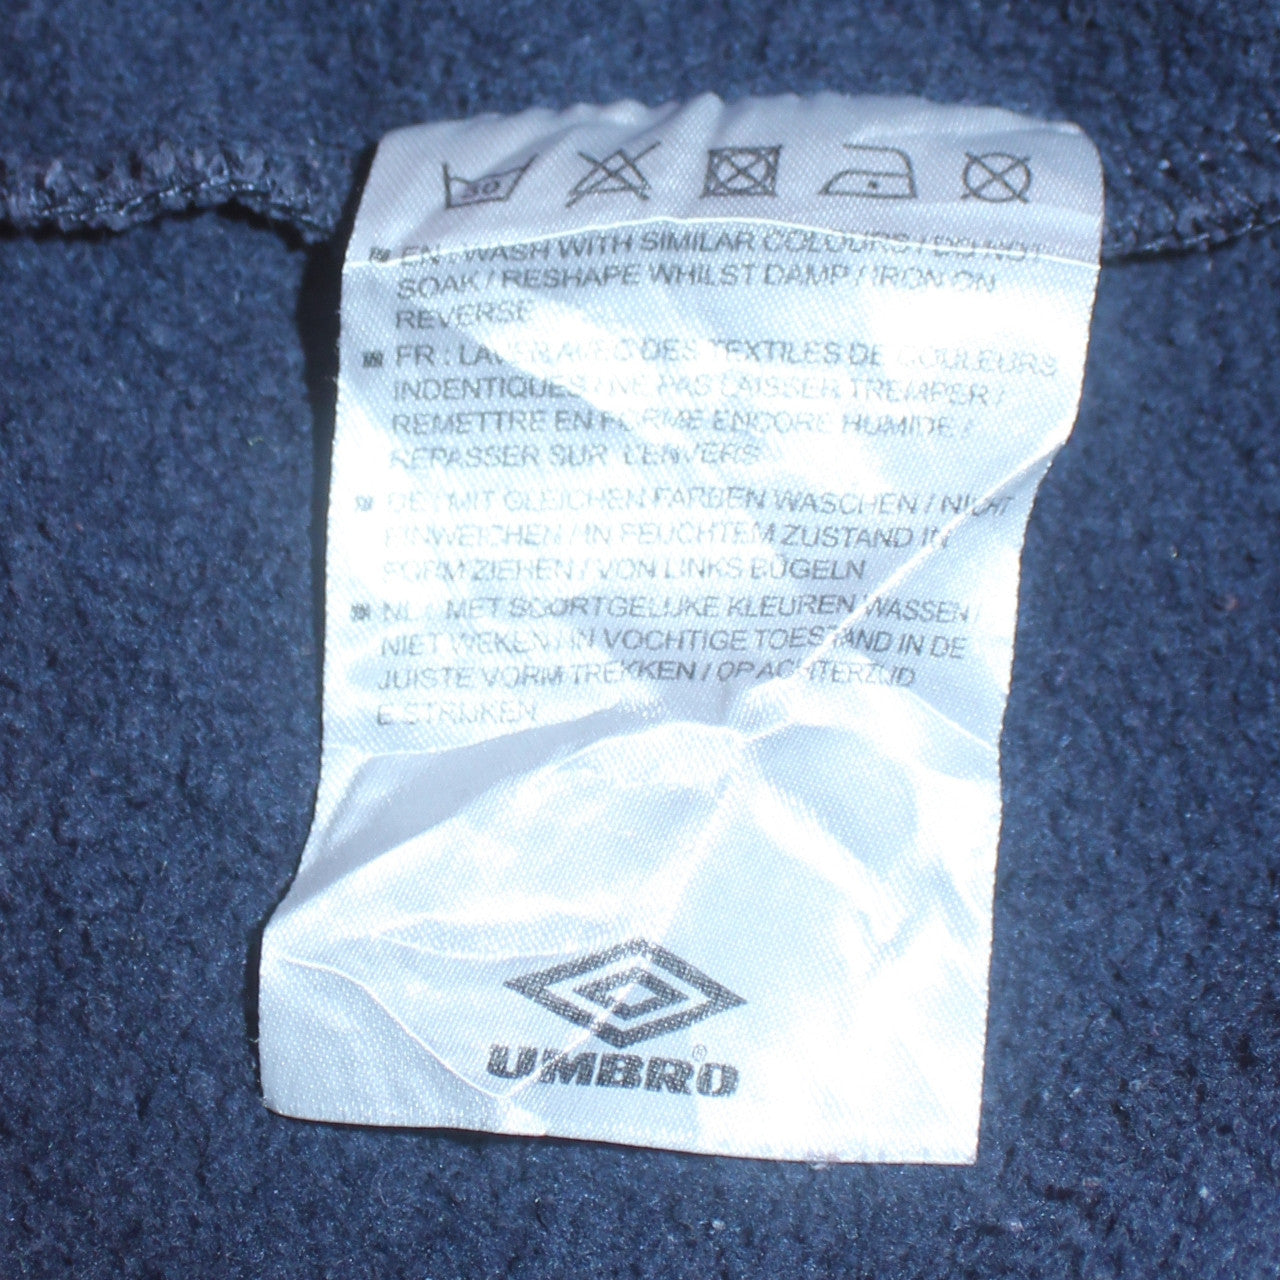 30
EN : WASH WITH SIMILAR COLOURS / DO NOT
SOAK / RESHAPE WHILST DAMP / IRON ON
REVERSE
FR : LAVER AVEC DES TEXTILES DE COULEURS
INDENTIQUES / NE PAS LAISSER TREMPER /
REMETTRE EN FORME ENCORE HUMIDE /
REPASSER SUR L'ENVERS
DE : MIT GLEICHEN FARBEN WASCHEN / NICHT
EINWEICHEN / IN FEUCHTEM ZUSTAND IN
FORM ZIEHEN / VON LINKS BÜGELN
NL : MET SOORTGELIJKE KLEUREN WASSEN /
NIET WEKEN / IN VOCHTIGE TOESTAND IN DE
JUISTE VORM TREKKEN / OP ACHTERZIJD
E STRIJKEN
UMBRO®